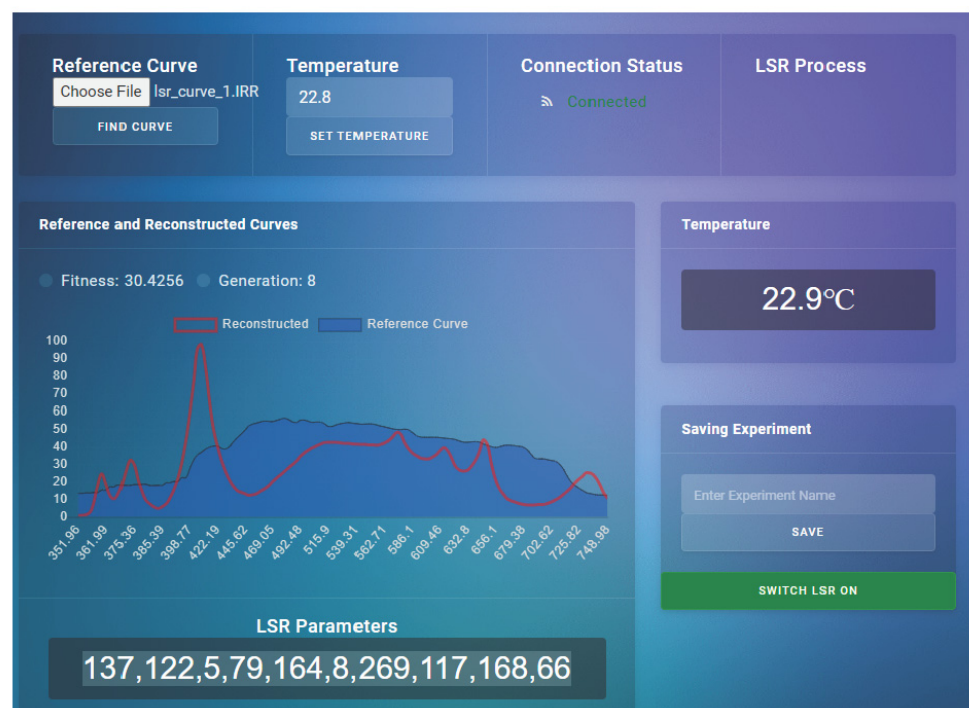 Reference Curve
Choose File lsr_curve_1.IRR
FIND CURVE
Temperature
22.8
SET TEMPERATURE
Connection Status
Connected
LSR Process
Reference and Reconstructed Curves
Fitness: 30.4256 Generation: 8
Reconstructed Reference Curve
100
90
80
70
60
50
40
30
20
10
0
351.96 361.99 375.36 385.39 398.77 422.19 445.62 469.05 492.48 515.9 539.31 562.71 586.1 609.46 632.8 656.1 679.38 702.62 725.82 748.98
LSR Parameters
137,122,5,79,164,8,269,117,168,66
Temperature
22.9°C
Saving Experiment
Enter Experiment Name
SAVE
SWITCH LSR ON